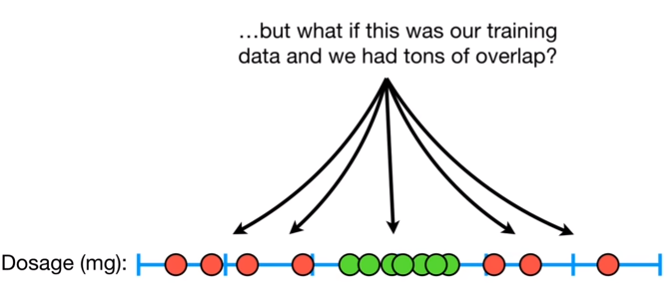 ...but what if this was our training
data and we had tons of overlap?
Dosage (mg):